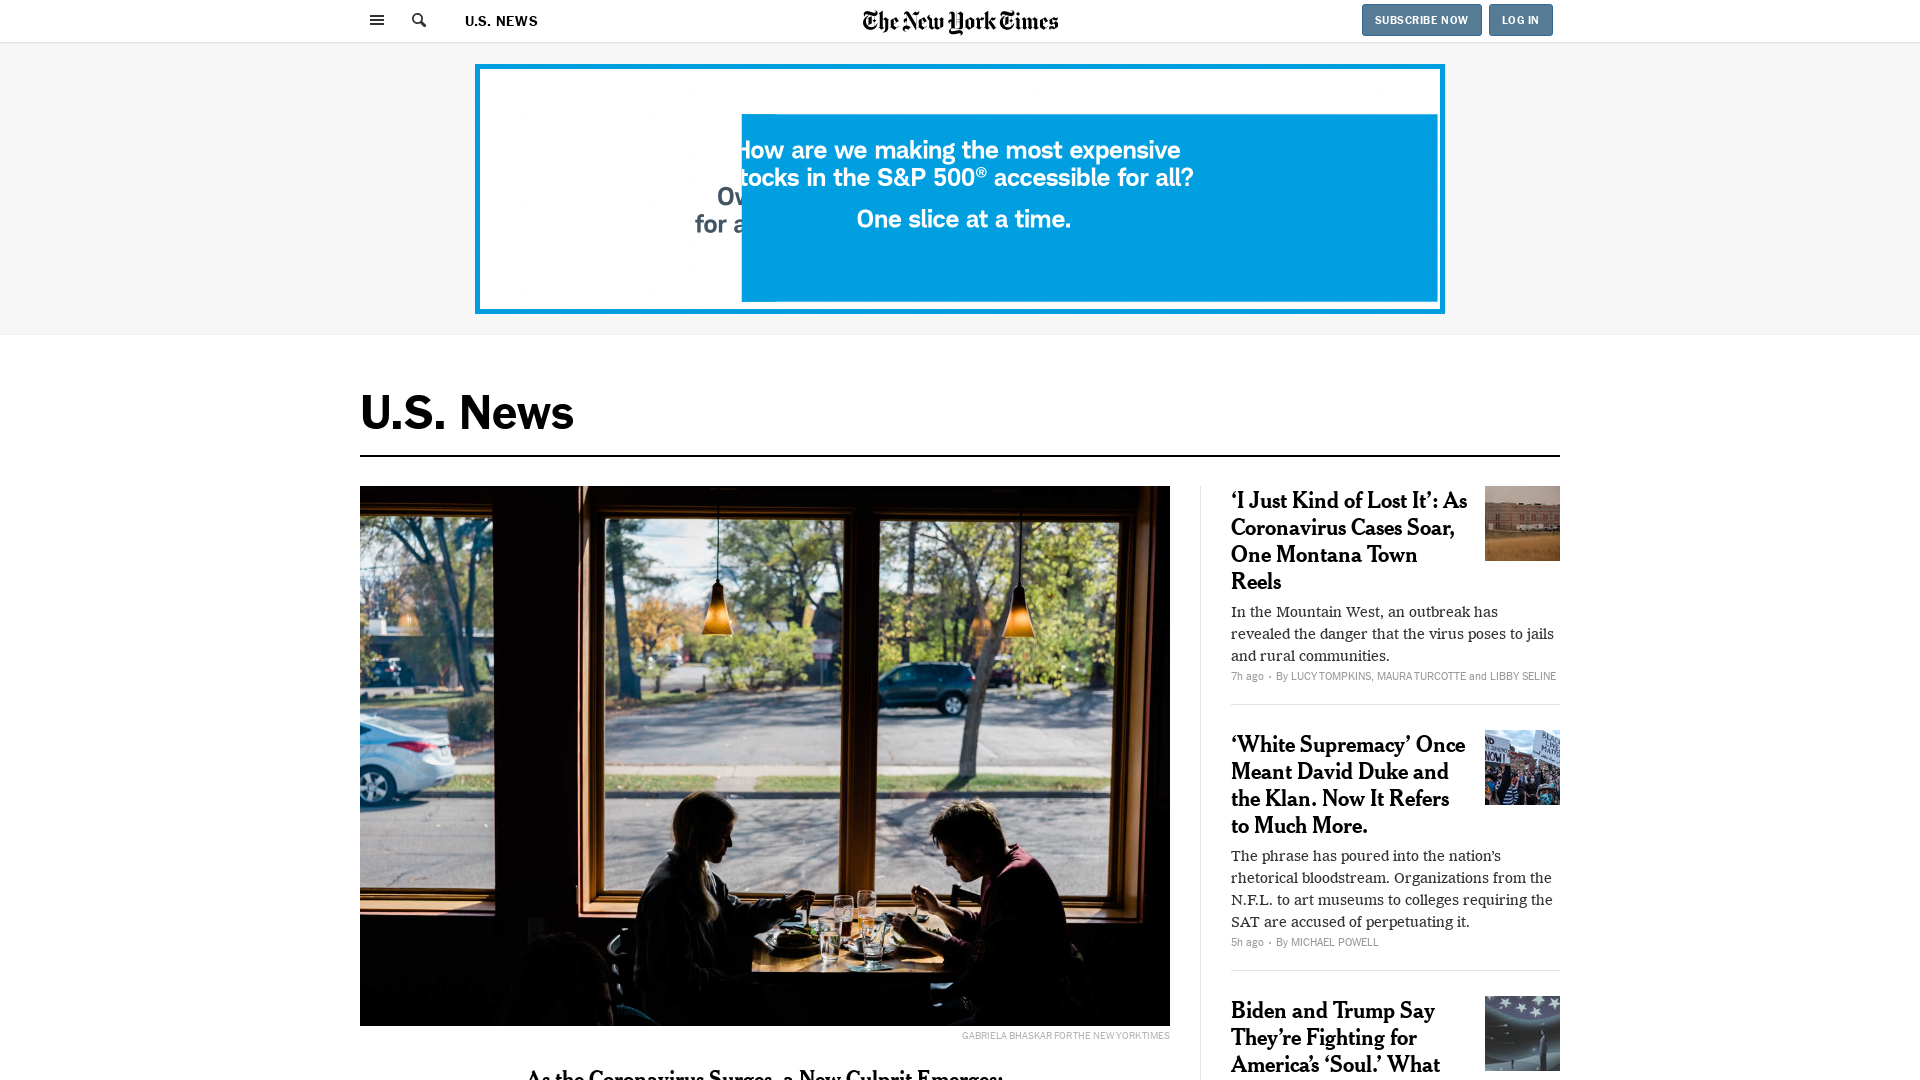 U.S. NEWS
The New York Times
SUBSCRIBE NOW
LOG IN
How are we making the most expensive
stocks in the S&P 500® accessible for all?
for
One slice at a time.
U.S. News
GABRIELA BHASKAR FOR THE NEW YORK TIMES
As the Coronavirus Surges, a New Culprit Emerges:
‘I Just Kind of Lost It’: As
Coronavirus Cases Soar,
One Montana Town
Reels
In the Mountain West, an outbreak has
revealed the danger that the virus poses to jails
and rural communities.
7h ago · By LUCY TOMPKINS, MAURA TURCOTTE and LIBBY SELINE
‘White Supremacy’ Once
Meant David Duke and
the Klan. Now It Refers
to Much More.
The phrase has poured into the nation’s
rhetorical bloodstream. Organizations from the
N.F.L. to art museums to colleges requiring the
SAT are accused of perpetuating it.
5h ago · By MICHAEL POWELL
Biden and Trump Say
They’re Fighting for
America’s ‘Soul.’ What